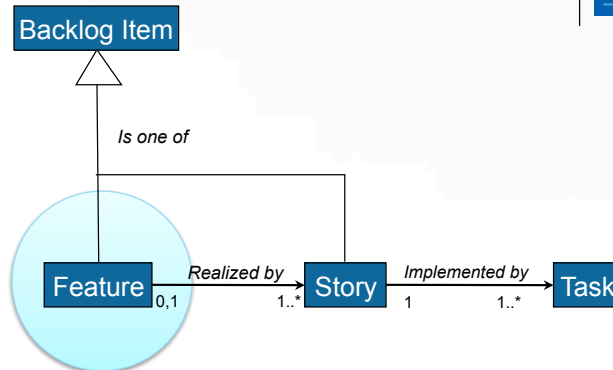 Backlog Item
Is one of
Feature
Realized by
Story
Implemented by
Task
0,1
1..*
1
1..*